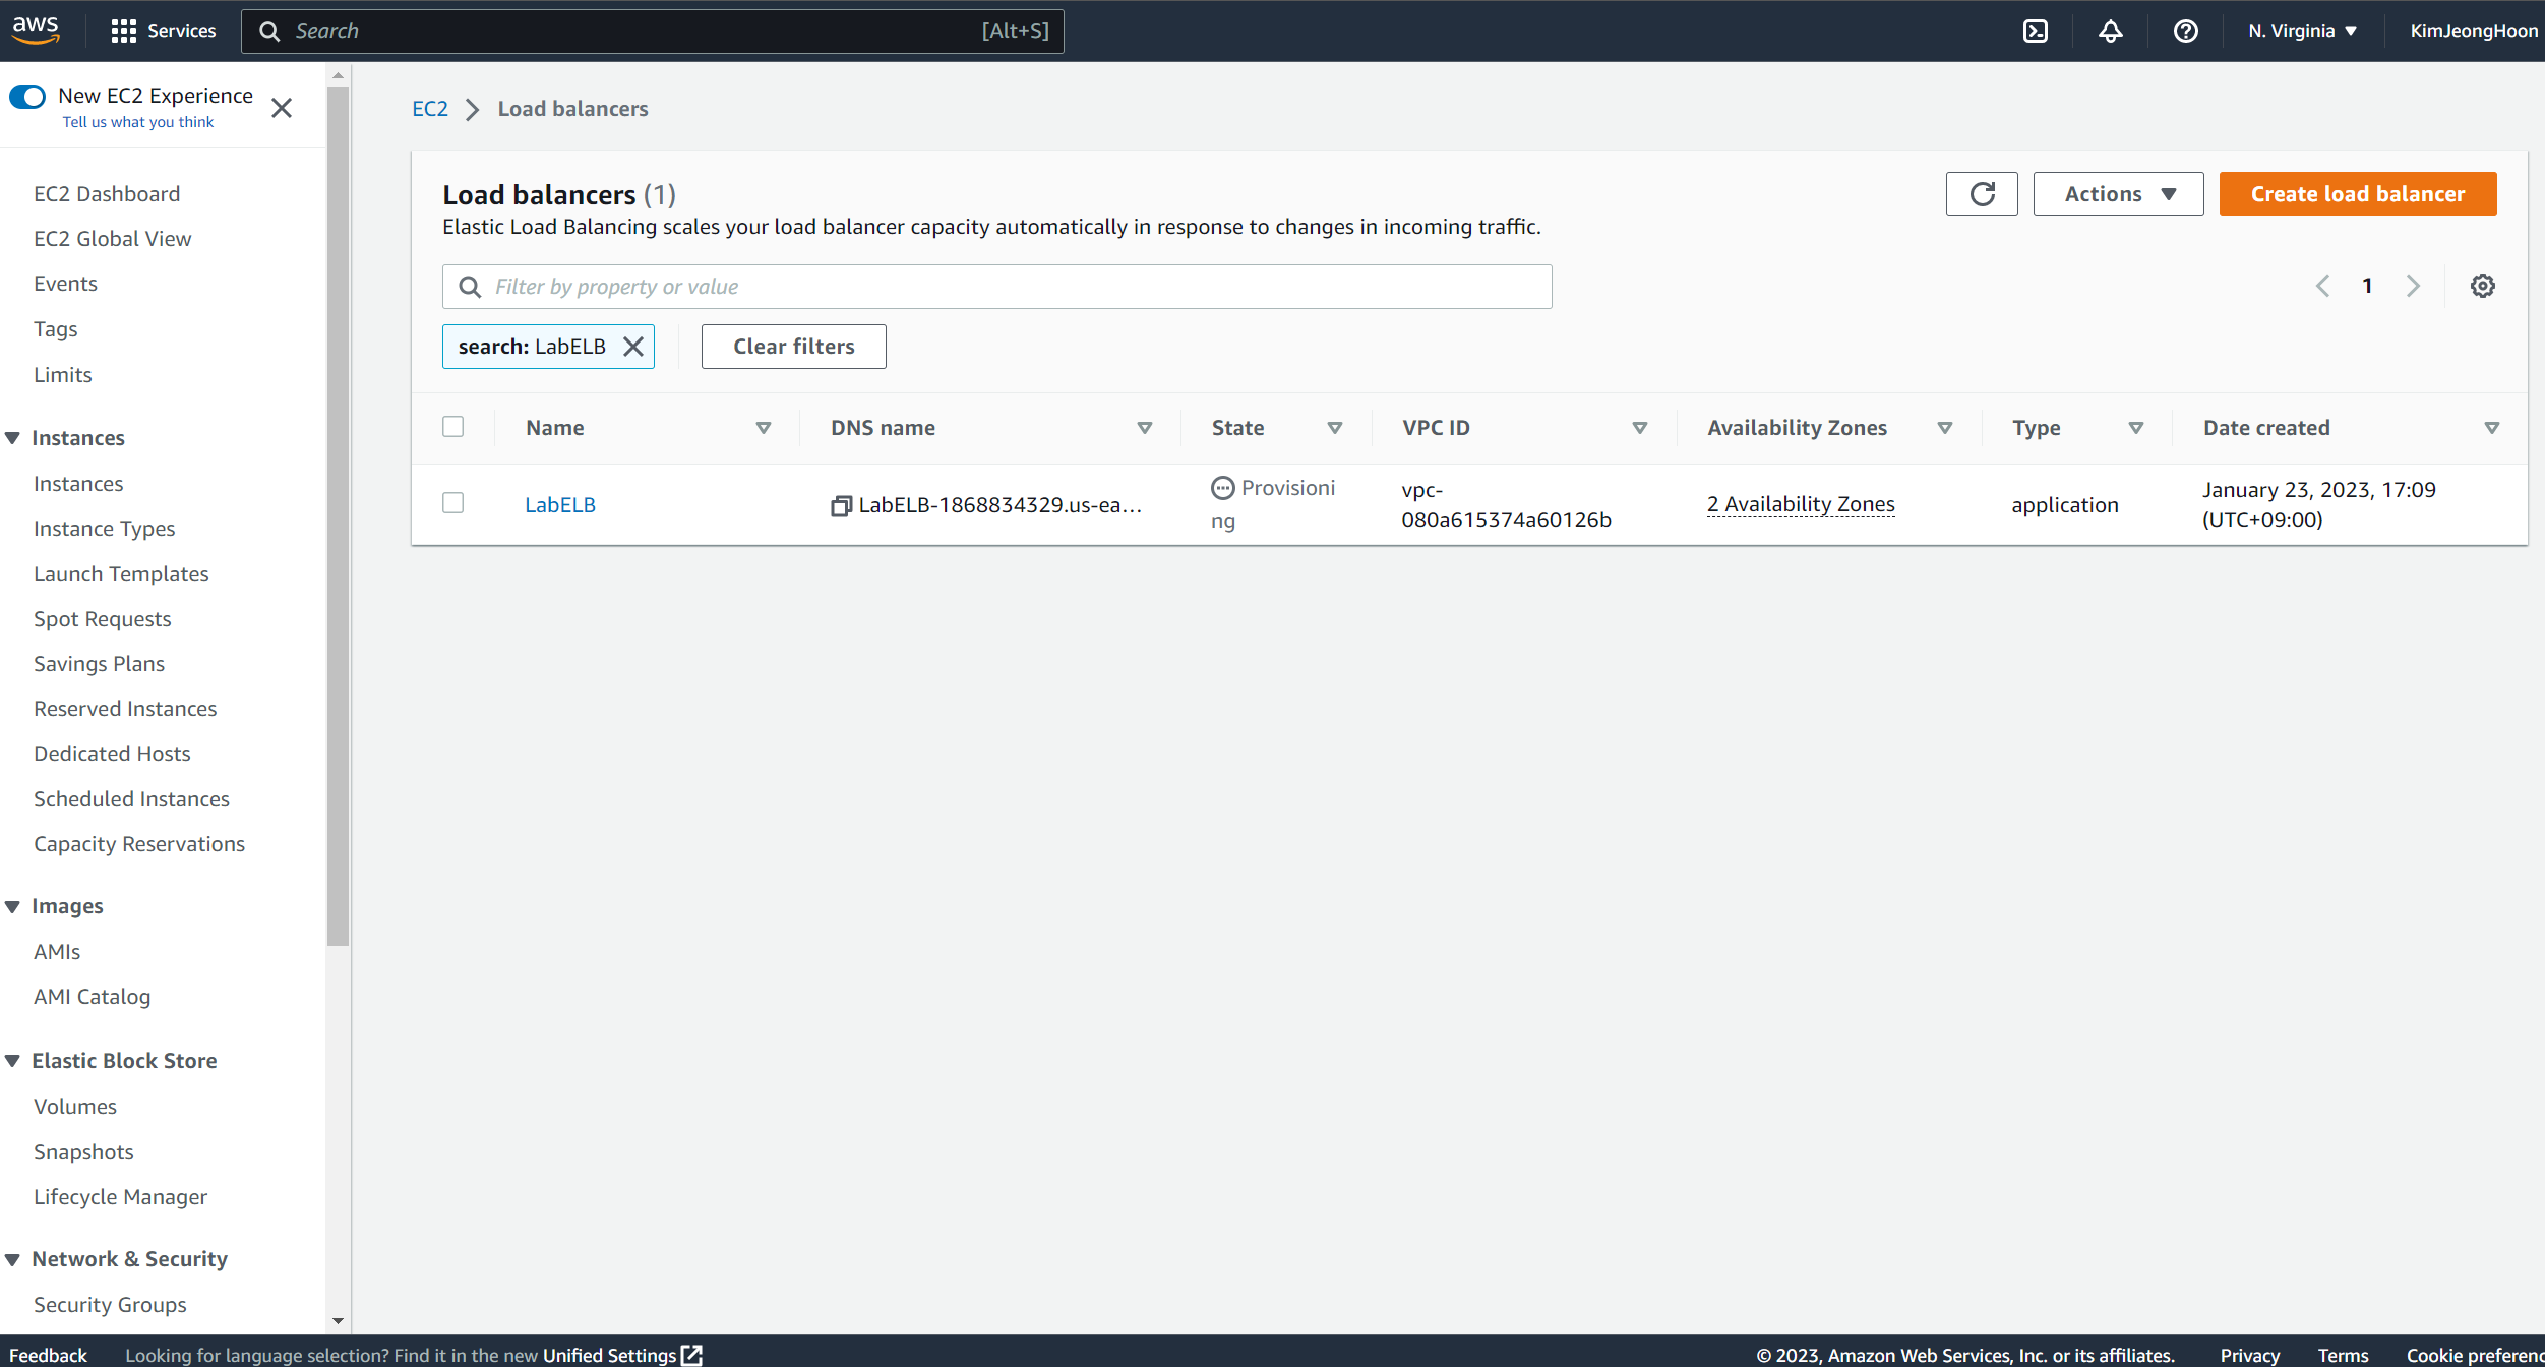 aws
Services
Search
[Alt+S]
N. Virginia
KimJeongHoon
New EC2 Experience
Tell us what you think
EC2 Dashboard
EC2 Global View
Events
Tags
Limits
Instances
Instances
Instance Types
Launch Templates
Spot Requests
Savings Plans
Reserved Instances
Dedicated Hosts
Scheduled Instances
Capacity Reservations
Images
AMIs
AMI Catalog
Elastic Block Store
Volumes
Snapshots
Lifecycle Manager
Network & Security
Security Groups
EC2 > Load balancers
Load balancers (1)
Elastic Load Balancing scales your load balancer capacity automatically in response to changes in incoming traffic.
Actions
Create load balancer
Filter by property or value
1
search: LabELB
Clear filters
Name DNS name State VPC ID Availability Zones Type Date created
LabELB
LabELB-1868834329.us-ea...
Provisioni
ng
vpc-
080a615374a60126b
2 Availability Zones
application
January 23, 2023, 17:09
(UTC+09:00)
Feedback
Looking for language selection? Find it in the new Unified Settings
© 2023, Amazon Web Services, Inc. or its affiliates.
Privacy
Terms
Cookie preferen